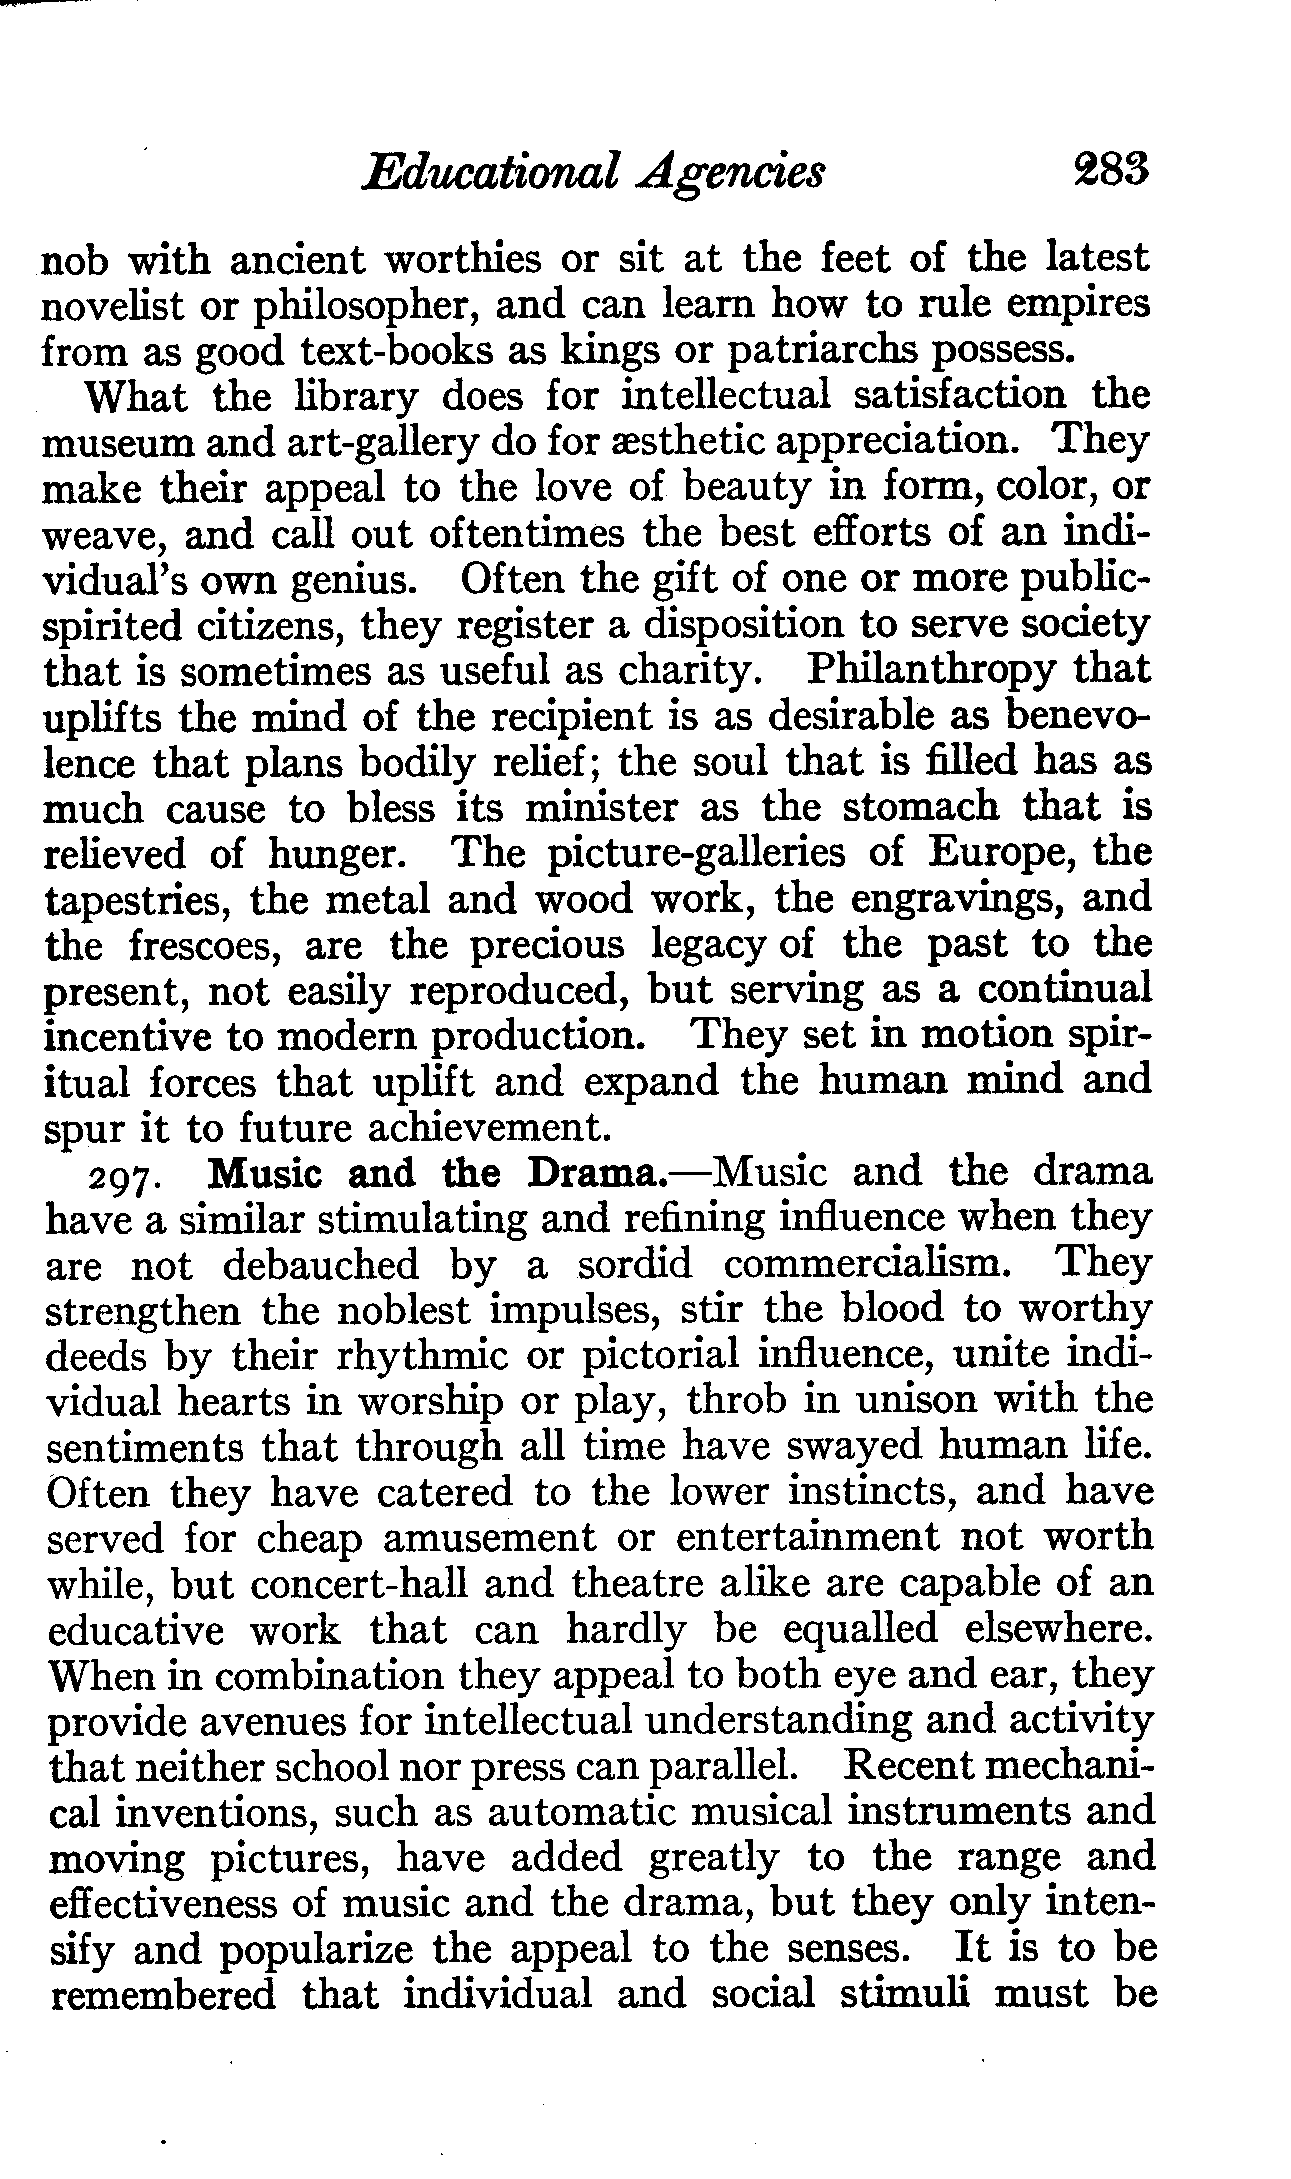 Educational Agencies 283
nob with ancient worthies or sit at the feet of the latest
novelist or philosopher, and can learn how to rule empires
from as good text-books as kings or patriarchs possess.
What the library does for intellectual satisfaction the
museum and art-gallery do for æsthetic appreciation. They
make their appeal to the love of beauty in form, color, or
weave, and call out oftentimes the best efforts of an indi-
vidual's own genius. Often the gift of one or more public-
spirited citizens, they register a disposition to serve society
that is sometimes as useful as charity. Philanthropy that
uplifts the mind of the recipient is as desirable as benevo-
lence that plans bodily relief; the soul that is filled has as
much cause to bless its minister as the stomach that is
relieved of hunger. The picture-galleries of Europe, the
tapestries, the metal and wood work, the engravings, and
the frescoes, are the precious legacy of the past to the
present, not easily reproduced, but serving as a continual
incentive to modern production. They set in motion spir-
itual forces that uplift and expand the human mind and
spur it to future achievement.
297. Music and the Drama.—Music and the drama
have a similar stimulating and refining influence when they
are not debauched by a sordid commercialism. They
strengthen the noblest impulses, stir the blood to worthy
deeds by their rhythmic or pictorial influence, unite indi-
vidual hearts in worship or play, throb in unison with the
sentiments that through all time have swayed human life.
Often they have catered to the lower instincts, and have
served for cheap amusement or entertainment not worth
while, but concert-hall and theatre alike are capable of an
educative work that can hardly be equalled elsewhere.
When in combination they appeal to both eye and ear, they
provide avenues for intellectual understanding and activity
that neither school nor press can parallel. Recent mechani-
cal inventions, such as automatic musical instruments and
moving pictures, have added greatly to the range and
effectiveness of music and the drama, but they only inten-
sify and popularize the appeal to the senses. It is to be
remembered that individual and social stimuli must be